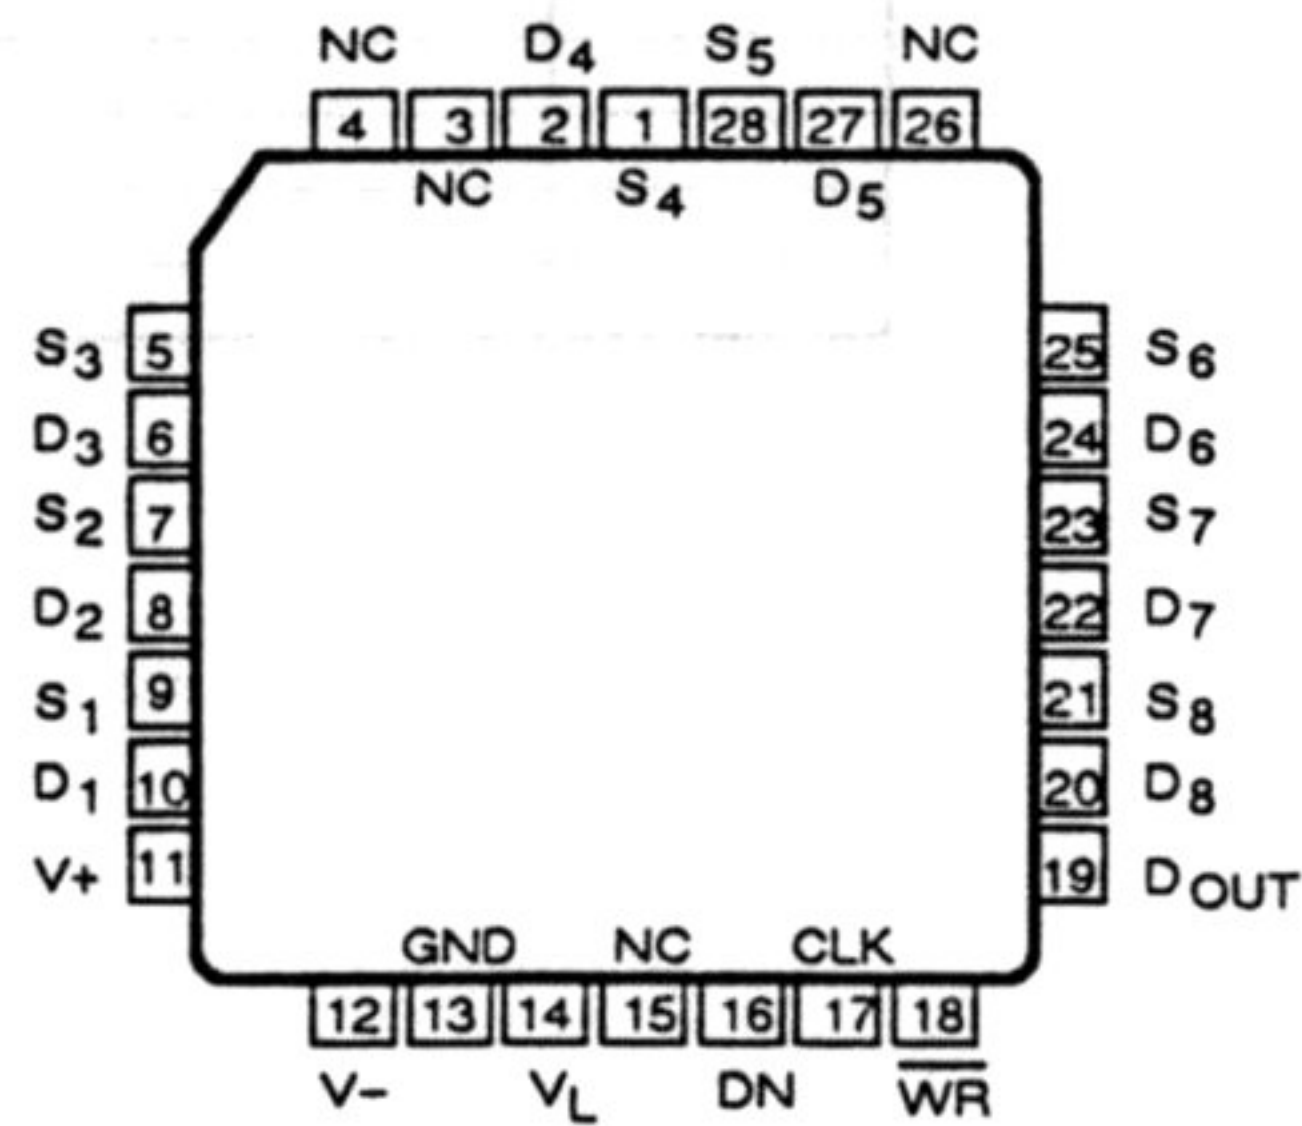 NC D4 S5 NC
4 3 2 1 28 27 26
NC S4 D5
S3 5 25 S6
D3 6 24 D6
S2 7 23 S7
D2 8 22 D7
S1 9 21 S8
D1 10 20 D8
V+ 11 19 DOUT
GND NC CLK
12 13 14 15 16 17 18
V− VL DN W̅R̅